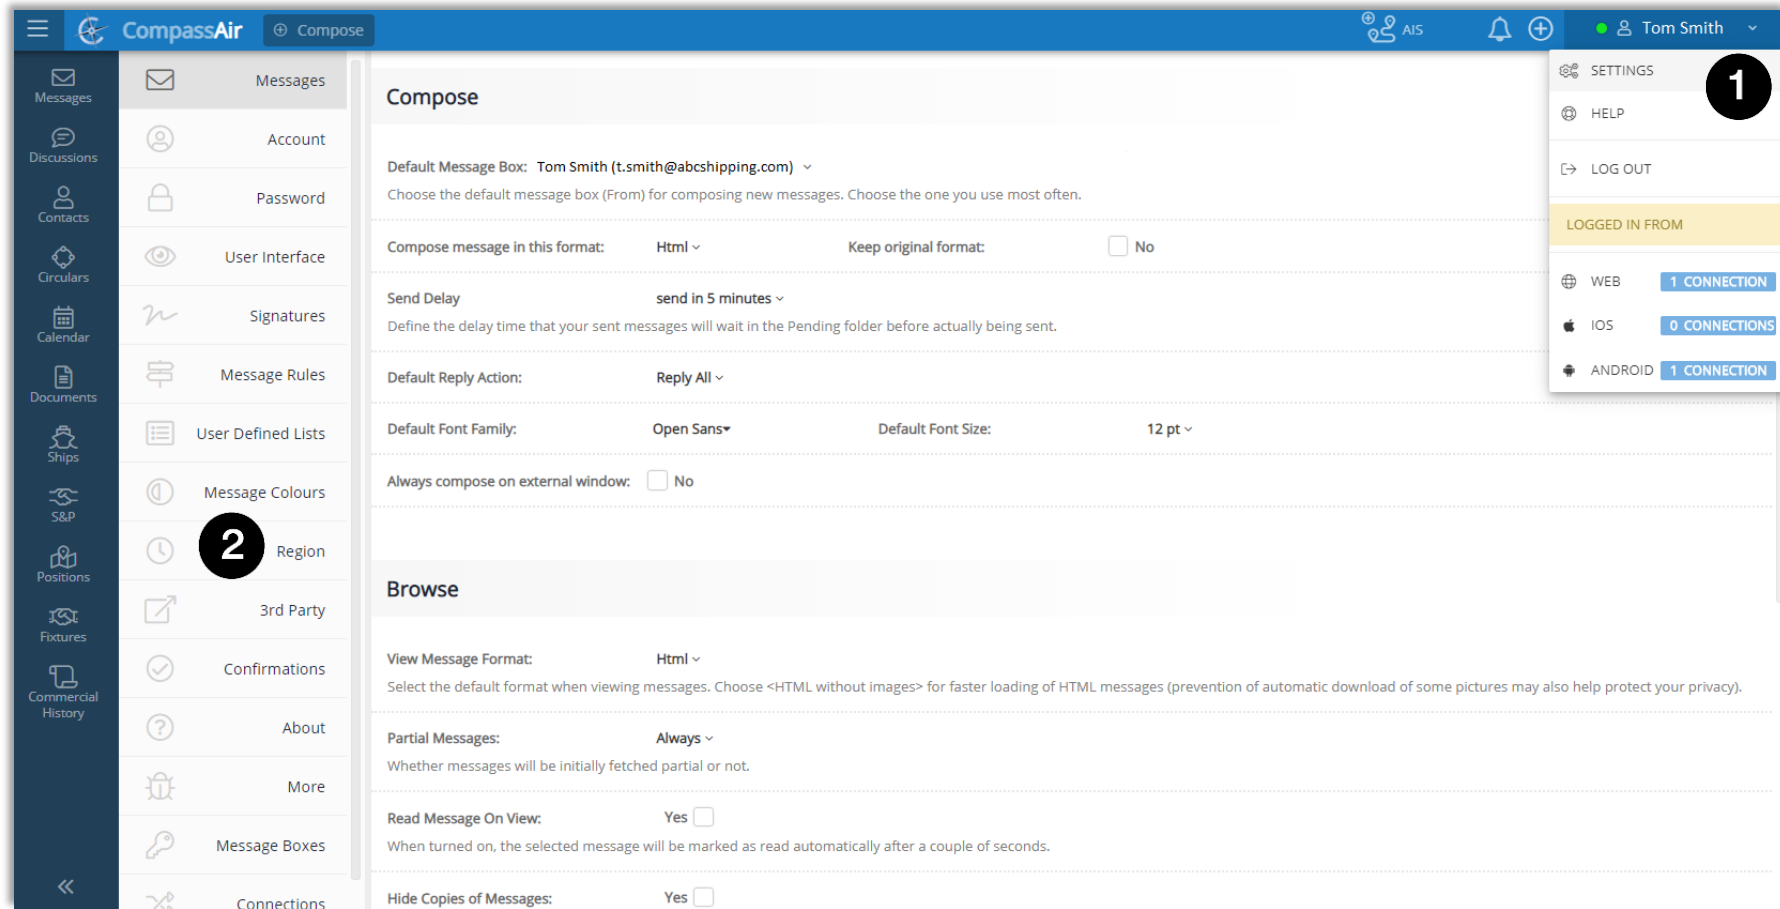 CompassAir
Compose
AIS
Tom Smith
Messages
Discussions
Contacts
Circulars
Calendar
Documents
Ships
S&P
Positions
Fixtures
Commercial
History
Messages
Account
Password
User Interface
Signatures
Message Rules
User Defined Lists
Message Colours
2
Region
3rd Party
Confirmations
About
More
Message Boxes
Connections
Compose
Default Message Box: Tom Smith (t.smith@abcshipping.com)
Choose the default message box (From) for composing new messages. Choose the one you use most often.
Compose message in this format: Html Keep original format: No
Send Delay send in 5 minutes
Define the delay time that your sent messages will wait in the Pending folder before actually being sent.
Default Reply Action: Reply All
Default Font Family: Open Sans Default Font Size: 12 pt
Always compose on external window: No
Browse
View Message Format: Html
Select the default format when viewing messages. Choose <HTML without images> for faster loading of HTML messages (prevention of automatic download of some pictures may also help protect your privacy).
Partial Messages: Always
Whether messages will be initially fetched partial or not.
Read Message On View: Yes
When turned on, the selected message will be marked as read automatically after a couple of seconds.
Hide Copies of Messages: Yes
SETTINGS
1
HELP
LOG OUT
LOGGED IN FROM
WEB 1 CONNECTION
IOS 0 CONNECTIONS
ANDROID 1 CONNECTION